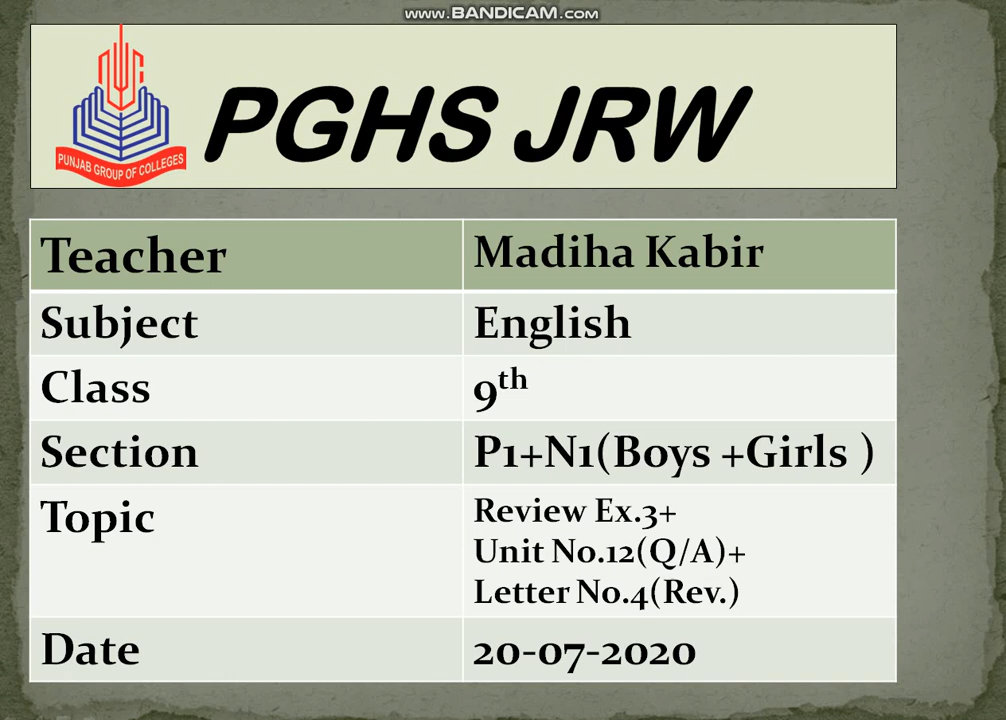 www.BANDICAM.com
PGHS JRW
PUNJAB GROUP OF COLLEGES
Teacher Madiha Kabir
Subject English
Class 9th
Section P1+N1(Boys +Girls )
Topic Review Ex.3+
Unit No.12(Q/A)+
Letter No.4(Rev.)
Date 20-07-2020